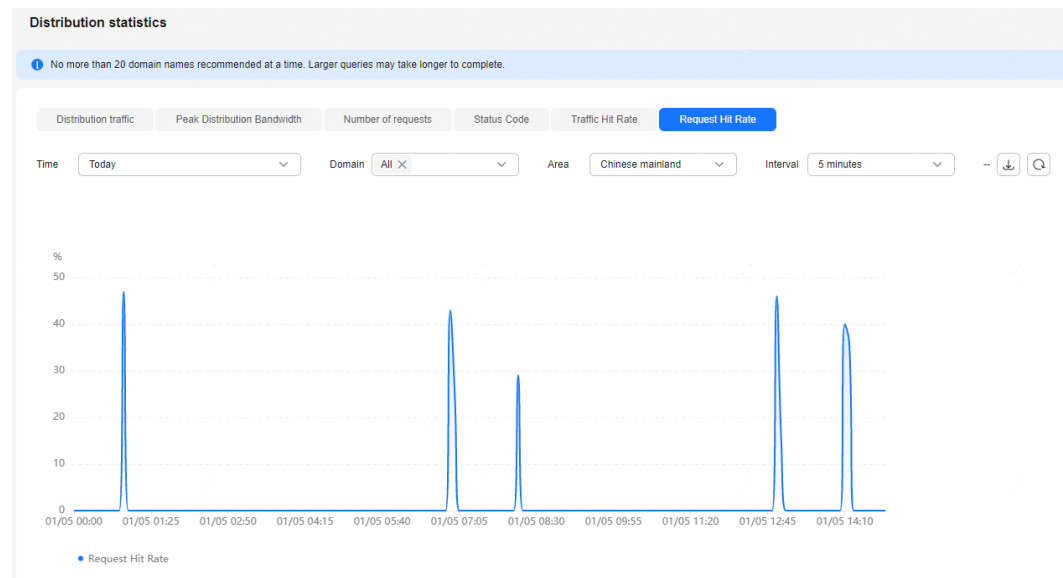 Distribution statistics
No more than 20 domain names recommended at a time. Larger queries may take longer to complete.
Distribution traffic Peak Distribution Bandwidth Number of requests Status Code Traffic Hit Rate Request Hit Rate
Time Today Domain All Area Chinese mainland Interval 5 minutes --
%
50
40
30
20
10
0
01/05 00:00 01/05 01:25 01/05 02:50 01/05 04:15 01/05 05:40 01/05 07:05 01/05 08:30 01/05 09:55 01/05 11:20 01/05 12:45 01/05 14:10
Request Hit Rate